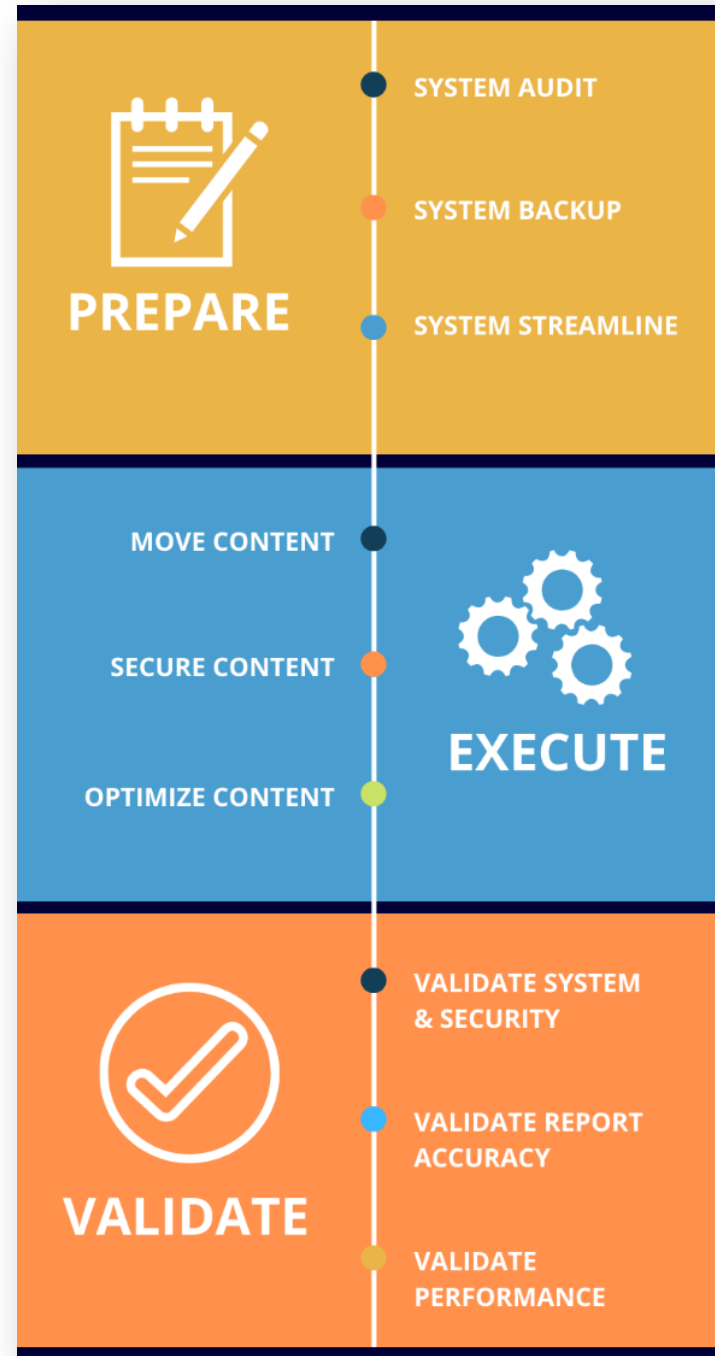 PREPARE
SYSTEM AUDIT
SYSTEM BACKUP
SYSTEM STREAMLINE
MOVE CONTENT
SECURE CONTENT
OPTIMIZE CONTENT
EXECUTE
VALIDATE
VALIDATE SYSTEM
& SECURITY
VALIDATE REPORT
ACCURACY
VALIDATE
PERFORMANCE